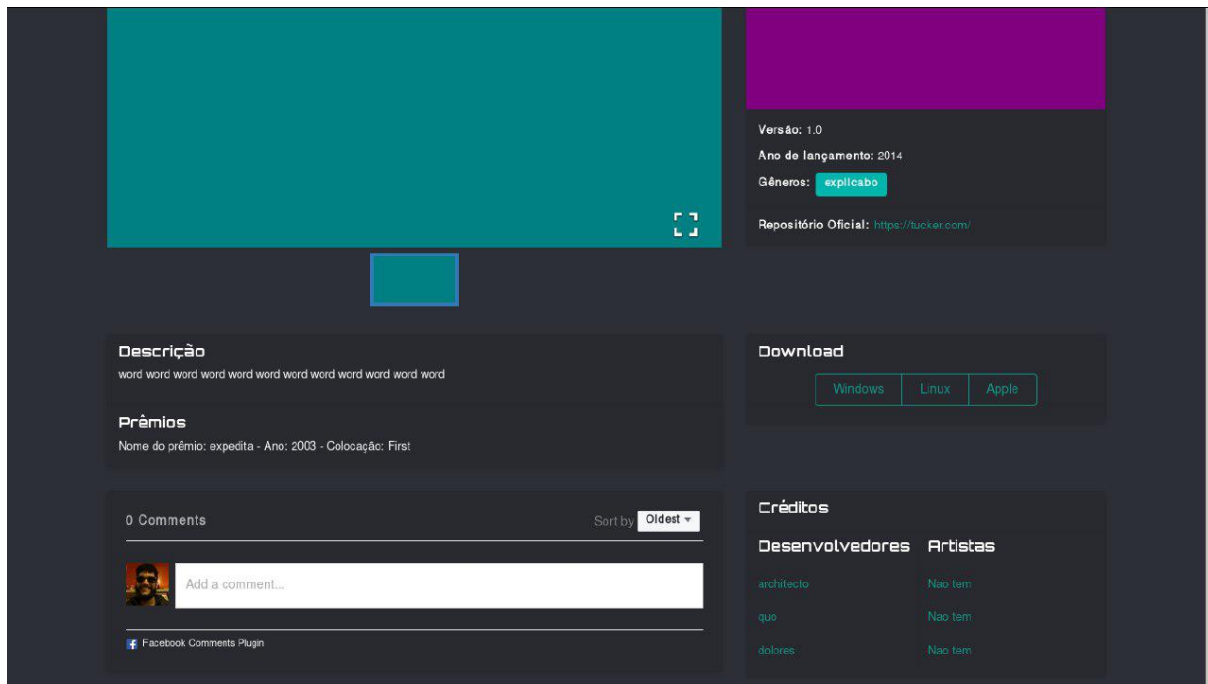 Versão: 1.0
Ano de lançamento: 2014
Gêneros: explicabo
Repositório Oficial: https://tucker.com/
Descrição
word word word word word word word word word word word word
Prêmios
Nome do prêmio: expedita - Ano: 2003 - Colocação: First
Download
Windows Linux Apple
0 Comments Sort by Oldest
Add a comment...
Facebook Comments Plugin
Créditos
Desenvolvedores Artistas
architecto Nao tem
quo Nao tem
dolores Nao tem